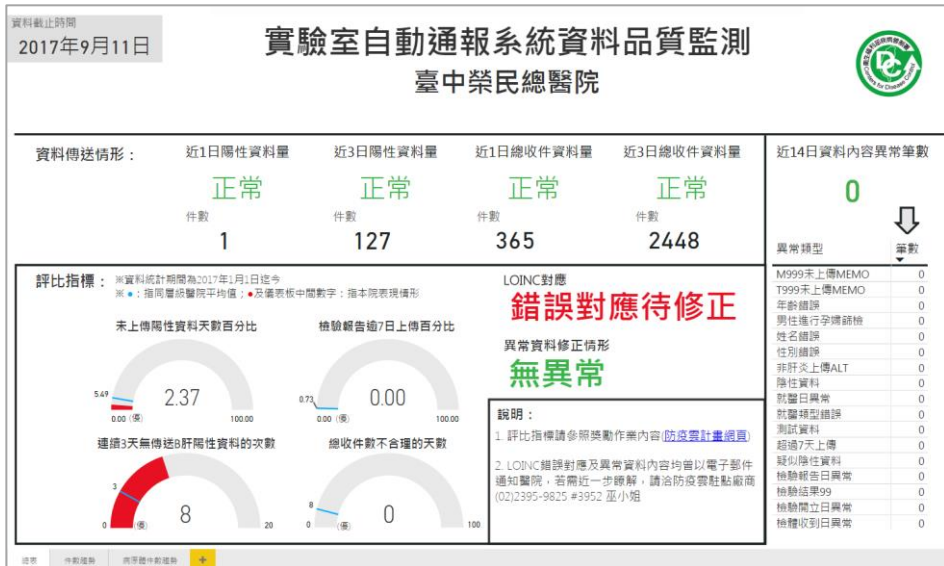 資料截止時間
2017年9月11日
實驗室自動通報系統資料品質監測
臺中榮民總醫院
資料傳送情形：
近1日陽性資料量
正常
件數
1
近3日陽性資料量
正常
件數
127
近1日總收件資料量
正常
件數
365
近3日總收件資料量
正常
件數
2448
近14日資料內容異常筆數
0
異常類型 筆數
M999未上傳MEMO 0
T999未上傳MEMO 0
年齡錯誤 0
男性進行孕婦篩檢 0
姓名錯誤 0
性別錯誤 0
非肝炎上傳ALT 0
陰性資料 0
就醫日異常 0
就醫類型錯誤 0
測試資料 0
超過7天上傳 0
疑似陰性資料 0
檢驗報告日異常 0
檢驗結果99 0
檢驗開立日異常 0
檢體收到日異常 0
評比指標：
※資料統計期間為2017年1月1日迄今
※ ●：指同層級醫院平均值；●及儀表板中間數字：指本院表現情形
未上傳陽性資料天數百分比
5.49
2.37
0.00 (優) 100.00
檢驗報告逾7日上傳百分比
0.73
0.00
0.00 (優) 100.00
連續3天無傳送B肝陽性資料的次數
3
8
0 (優) 20
總收件數不合理的天數
8
0
0 (優) 100
LOINC對應
錯誤對應待修正
異常資料修正情形
無異常
說明：
1. 評比指標請參照獎勵作業內容(防疫雲計畫網頁)
2. LOINC錯誤對應及異常資料內容均曾以電子郵件
通知醫院，若需近一步瞭解，請洽防疫雲駐點廠商
(02)2395-9825 #3952 巫小姐
總表 件數趨勢 病原體件數趨勢 +